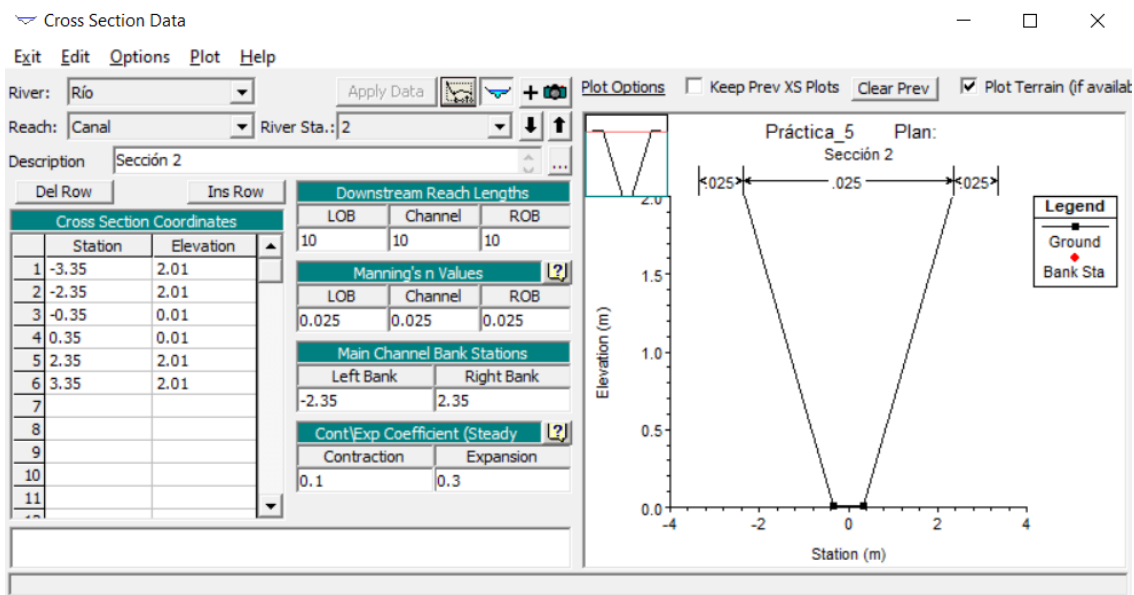 Cross Section Data
Exit Edit Options Plot Help
River: Río Apply Data
Reach: Canal River Sta.: 2
Description Sección 2 ...
Del Row Ins Row
Cross Section Coordinates
Station Elevation
1 -3.35 2.01
2 -2.35 2.01
3 -0.35 0.01
4 0.35 0.01
5 2.35 2.01
6 3.35 2.01
7
8
9
10
11
Downstream Reach Lengths
LOB Channel ROB
10 10 10
Manning's n Values
LOB Channel ROB
0.025 0.025 0.025
Main Channel Bank Stations
Left Bank Right Bank
-2.35 2.35
Cont\Exp Coefficient (Steady
Contraction Expansion
0.1 0.3
Plot Options Keep Prev XS Plots Clear Prev Plot Terrain (if availab
Práctica_5 Plan:
Sección 2
.025 .025 .025
Legend
Ground
Bank Sta
2.0
1.5
1.0
0.5
0.0
Elevation (m)
-4 -2 0 2 4
Station (m)